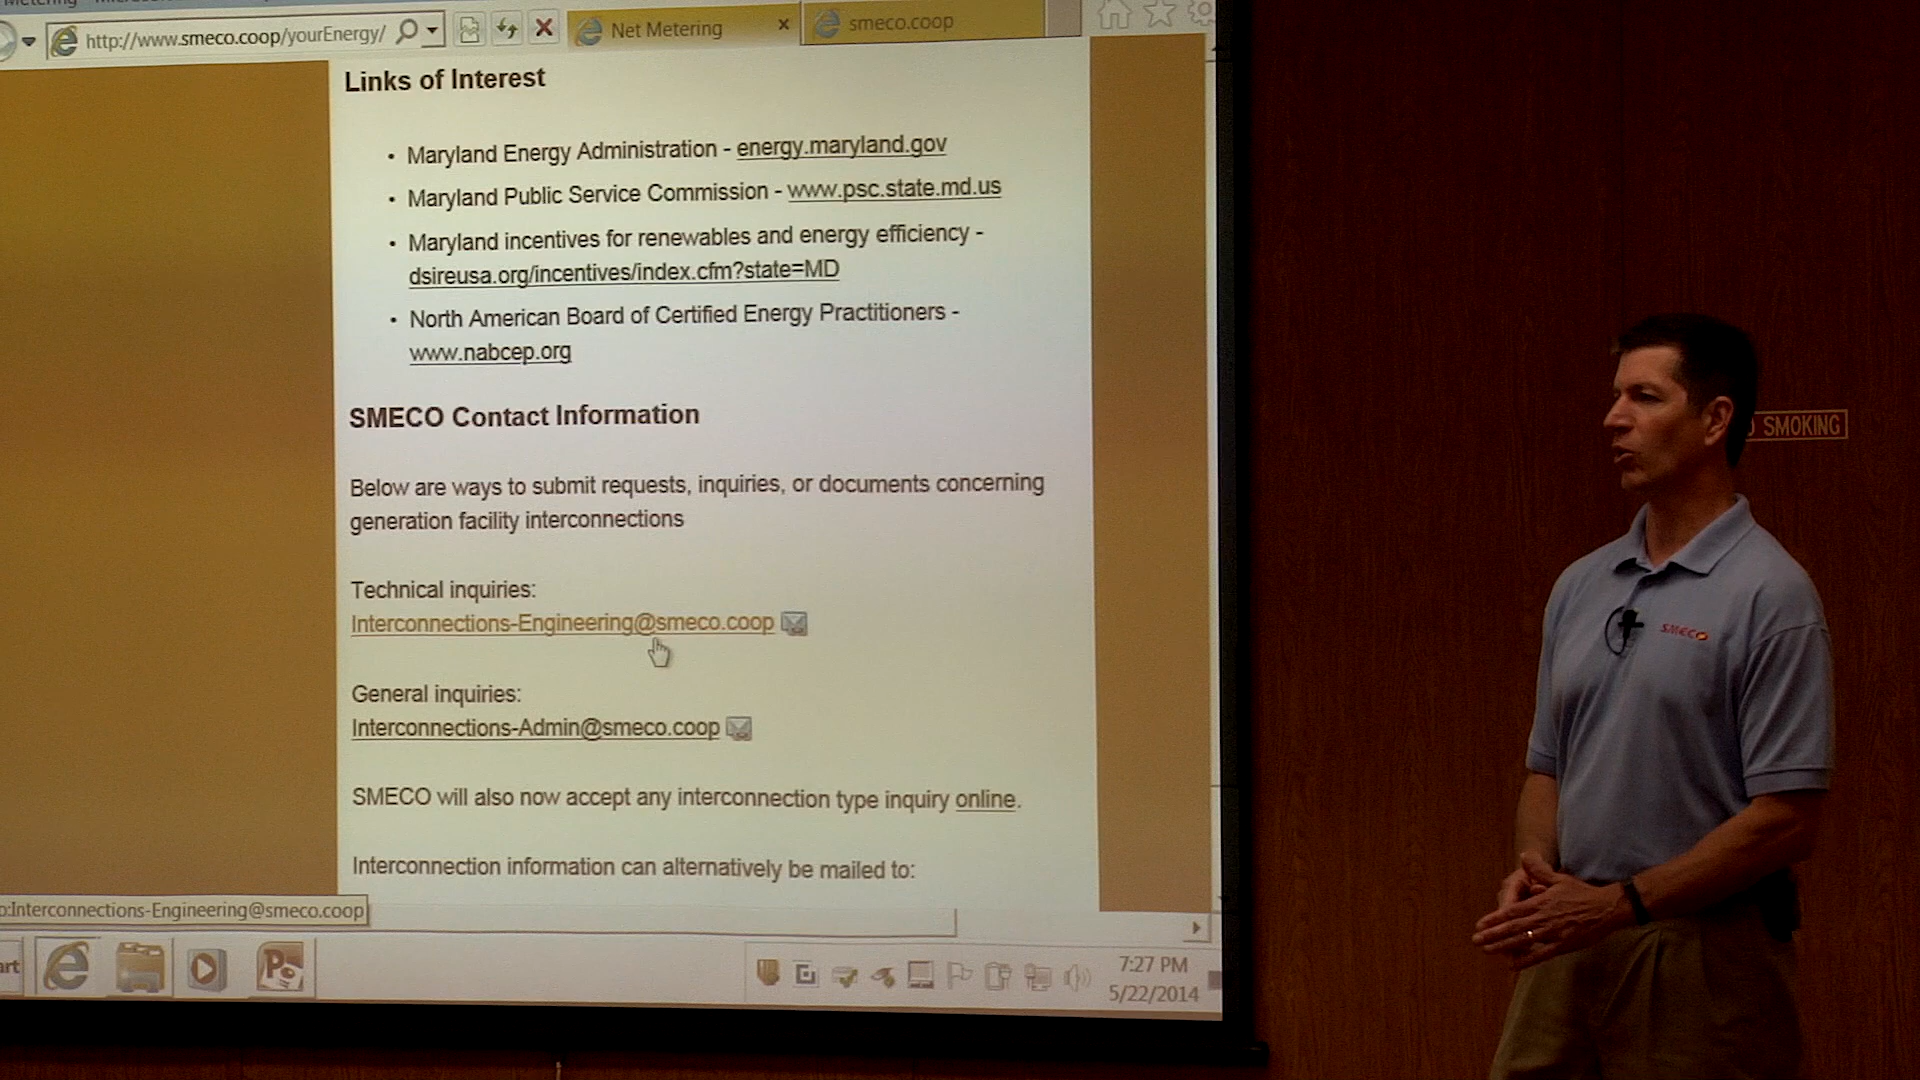 http://www.smeco.coop/yourEnergy/
Net Metering
smeco.coop
Links of Interest
• Maryland Energy Administration - energy.maryland.gov
• Maryland Public Service Commission - www.psc.state.md.us
• Maryland incentives for renewables and energy efficiency -
dsireusa.org/incentives/index.cfm?state=MD
• North American Board of Certified Energy Practitioners -
www.nabcep.org
SMECO Contact Information
Below are ways to submit requests, inquiries, or documents concerning
generation facility interconnections
Technical inquiries:
Interconnections-Engineering@smeco.coop
General inquiries:
Interconnections-Admin@smeco.coop
SMECO will also now accept any interconnection type inquiry online.
Interconnection information can alternatively be mailed to:
o:Interconnections-Engineering@smeco.coop
art
7:27 PM
5/22/2014
SMOKING
SMECO